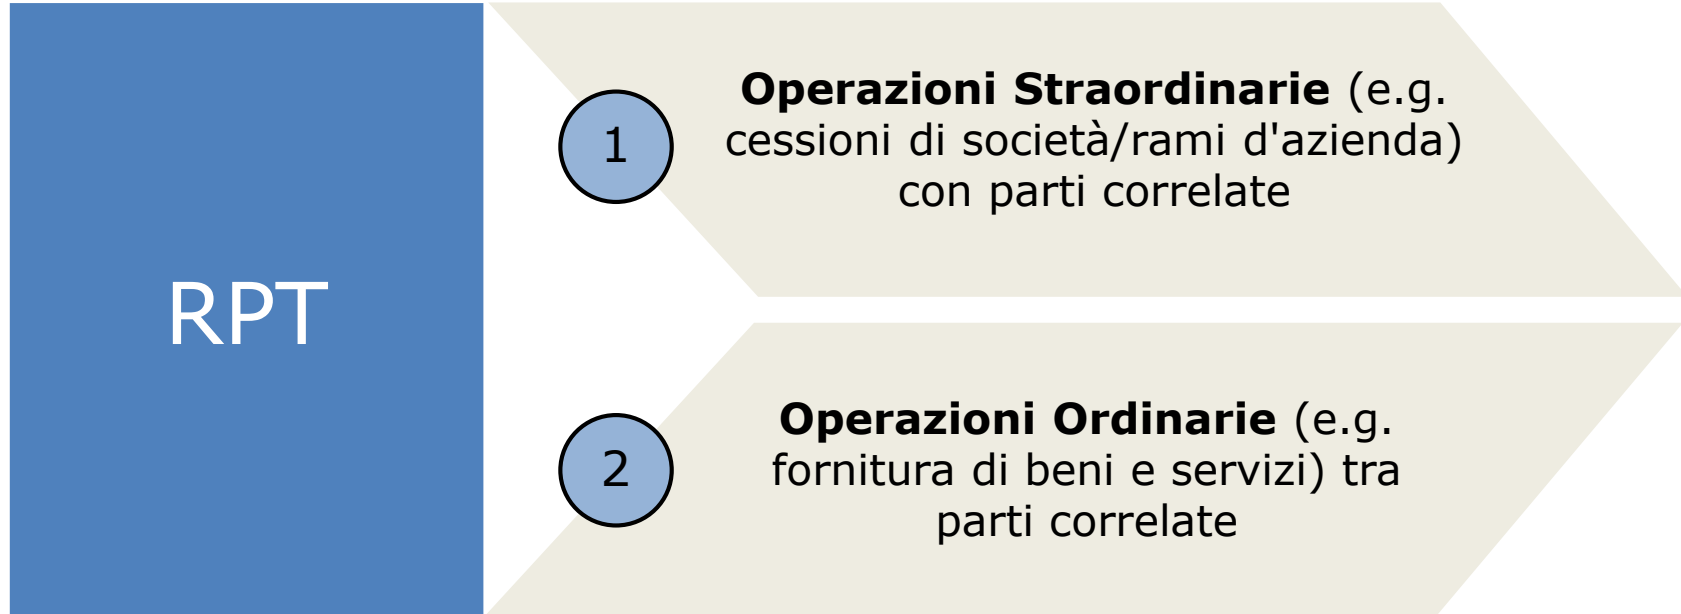 RPT
1
Operazioni Straordinarie (e.g.
cessioni di società/rami d'azienda)
con parti correlate
2
Operazioni Ordinarie (e.g.
fornitura di beni e servizi) tra
parti correlate